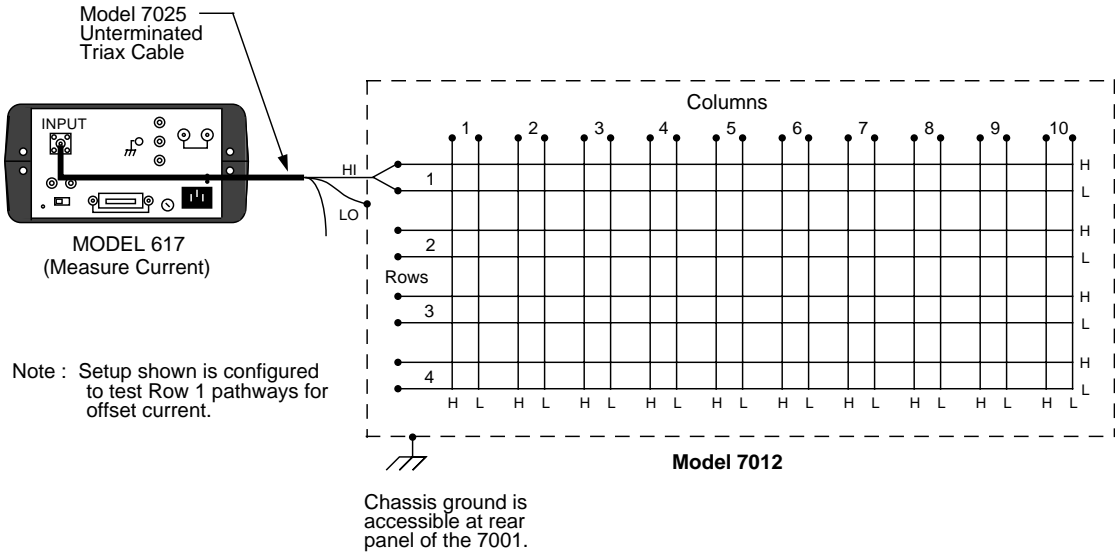 Model 7025
Unterminated
Triax Cable
INPUT
MODEL 617
(Measure Current)
HI
LO
Columns
1 2 3 4 5 6 7 8 9 10
1
H
L
2
H
L
Rows
3
H
L
4
H
L
H L H L H L H L H L H L H L H L H L H L
Note : Setup shown is configured
to test Row 1 pathways for
offset current.
Model 7012
Chassis ground is
accessible at rear
panel of the 7001.